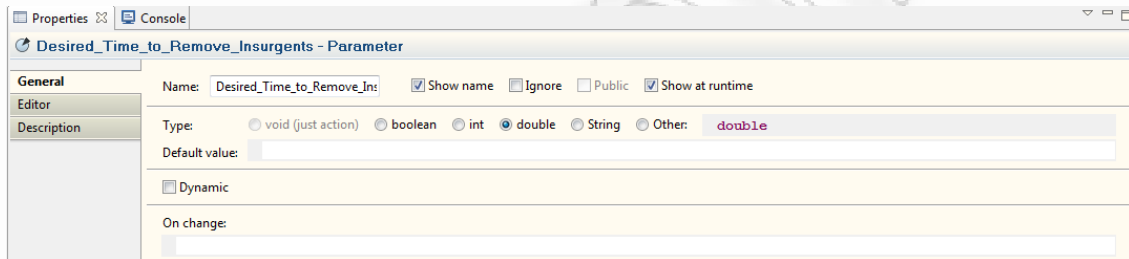 Properties Console
Desired_Time_to_Remove_Insurgents - Parameter
General
Name: Desired_Time_to_Remove_Ins Show name Ignore Public Show at runtime
Editor
Description
Type: void (just action) boolean int double String Other: double
Default value:
Dynamic
On change: